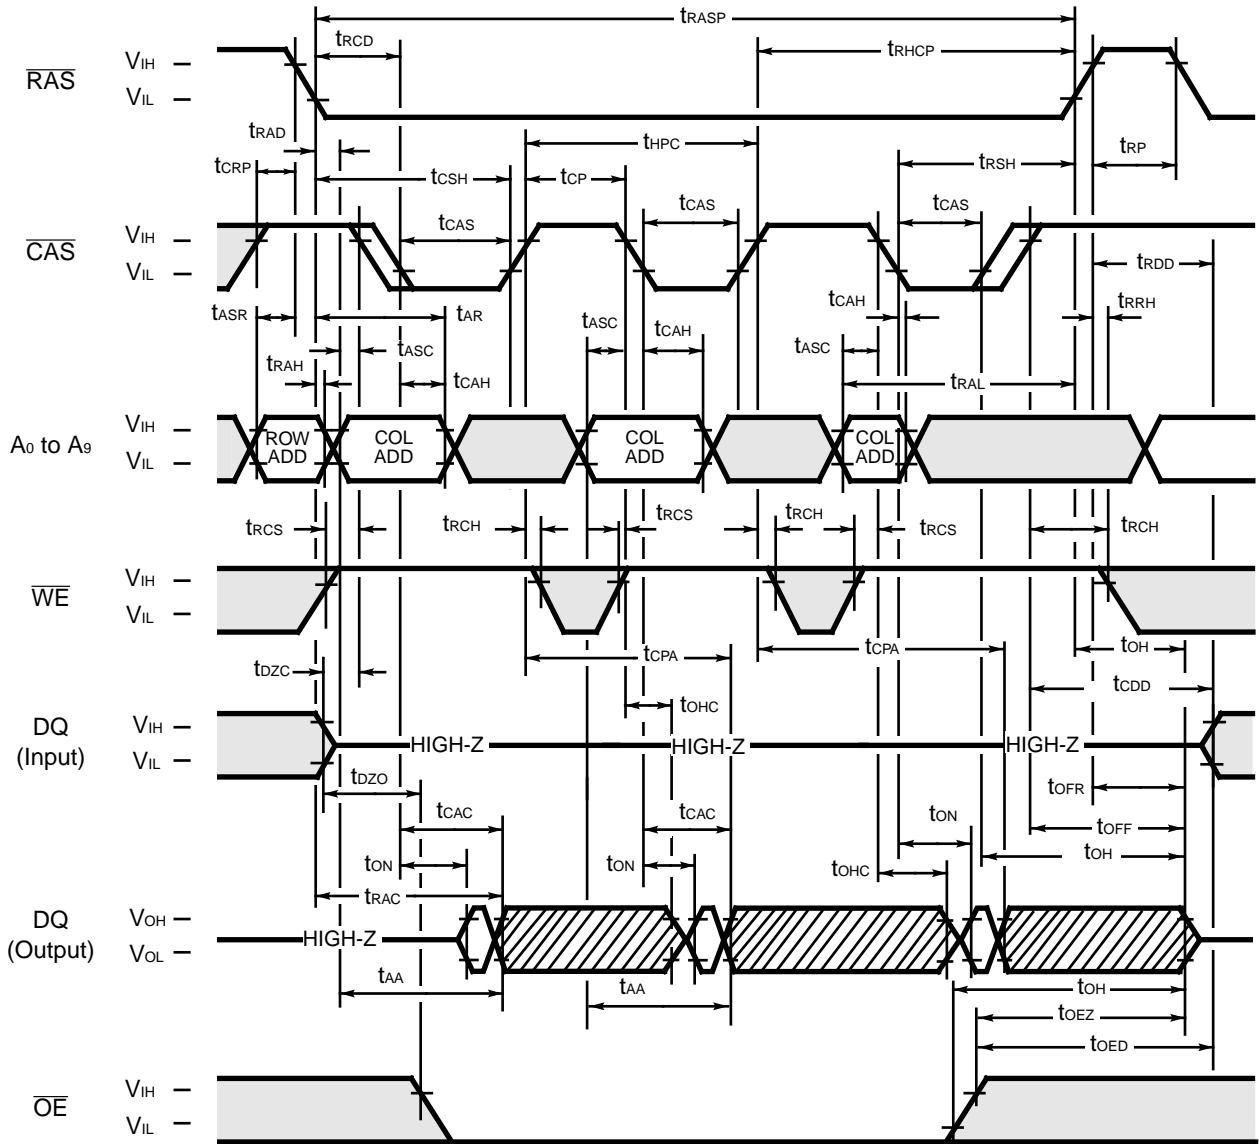 tRASP
tRCD
tRHCP
RAS
VIH
VIL
tRAD
tCRP
tHPC
tCSH
tCP
tRSH
tRP
CAS
VIH
VIL
tCAS
tCAS
tCAS
tRDD
tASR
tAR
tASC
tCAH
tCAH
tRRH
tRAH
tASC
tCAH
tASC
tRAL
A0 to A9
VIH
VIL
ROW ADD
COL ADD
COL ADD
COL ADD
tRCS
tRCH
tRCS
tRCH
tRCS
tRCH
WE
VIH
VIL
tCPA
tCPA
tOH
tDZC
tCDD
tOHC
DQ
(Input)
VIH
VIL
HIGH-Z
HIGH-Z
HIGH-Z
tDZO
tOFR
tCAC
tCAC
tON
tOFF
tON
tON
tOHC
tOH
tRAC
DQ
(Output)
VOH
VOL
HIGH-Z
tAA
tAA
tOH
tOEZ
tOED
OE
VIH
VIL